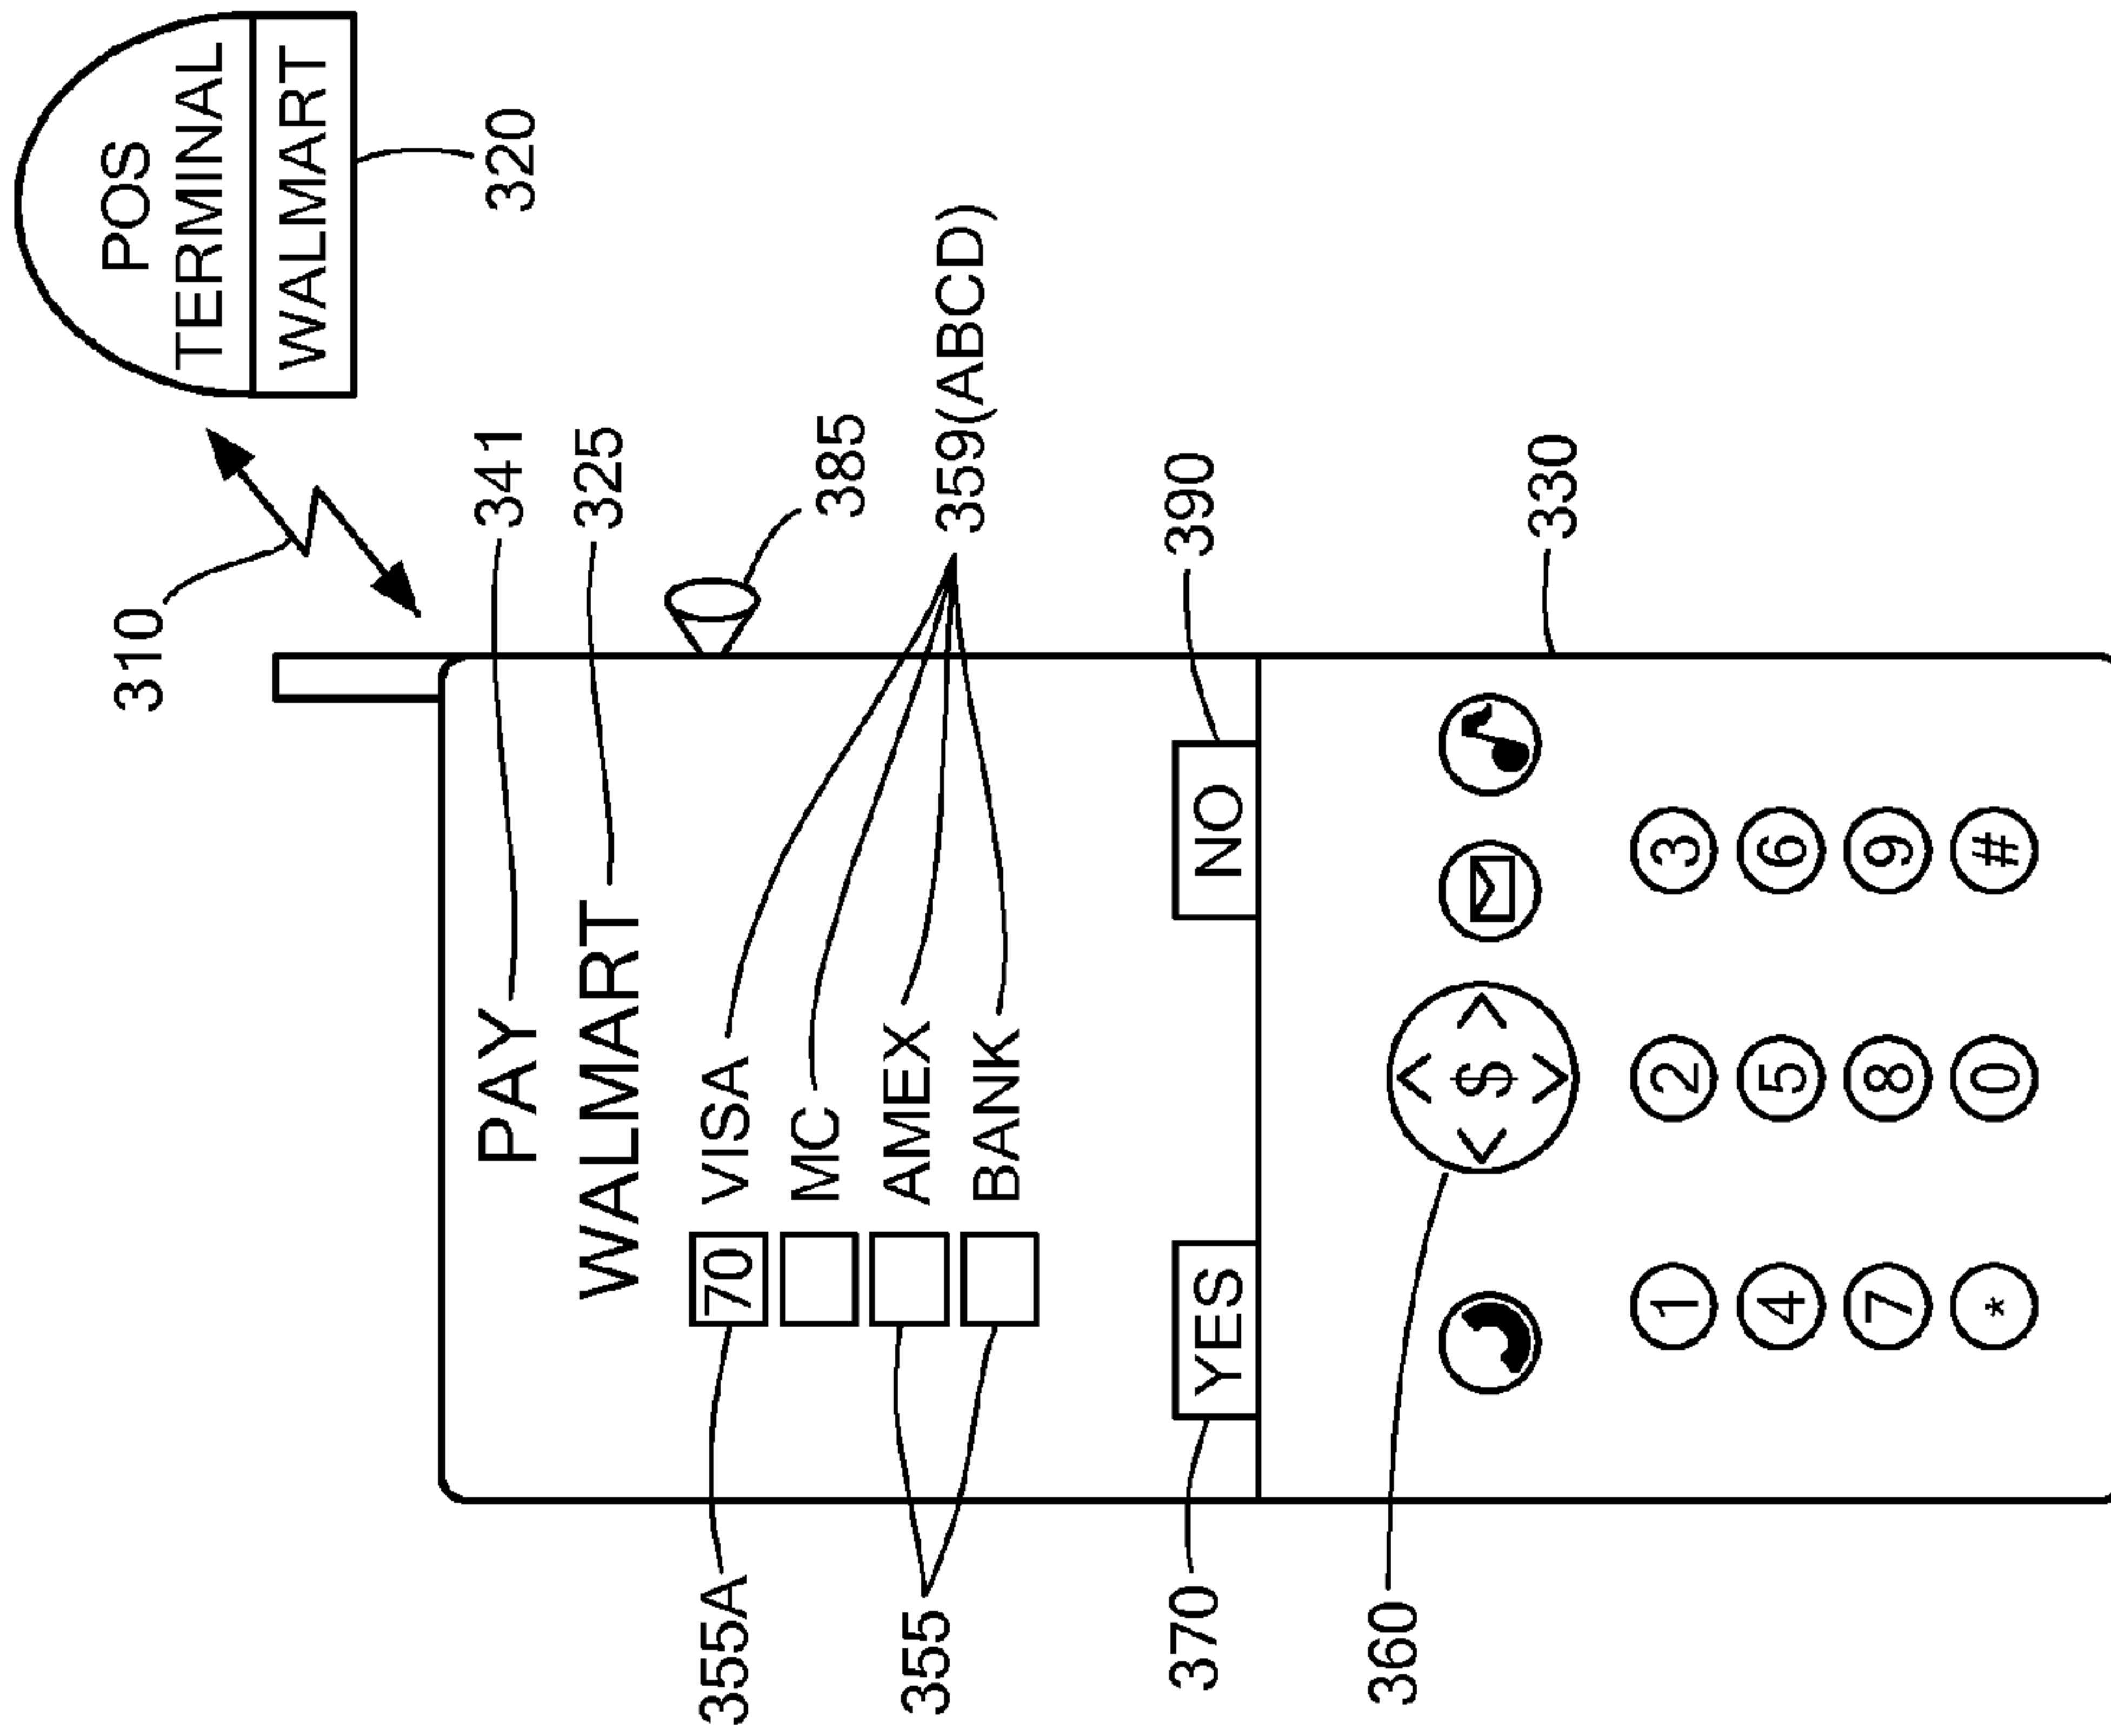 POS
TERMINAL
WALMART
320
310
341
325
385
359(ABCD)
390
330
PAY
WALMART
70 VISA
MC
AMEX
BANK
YES NO
355A
355
370
360
$
1 2 3
4 5 6
7 8 9
* 0 #